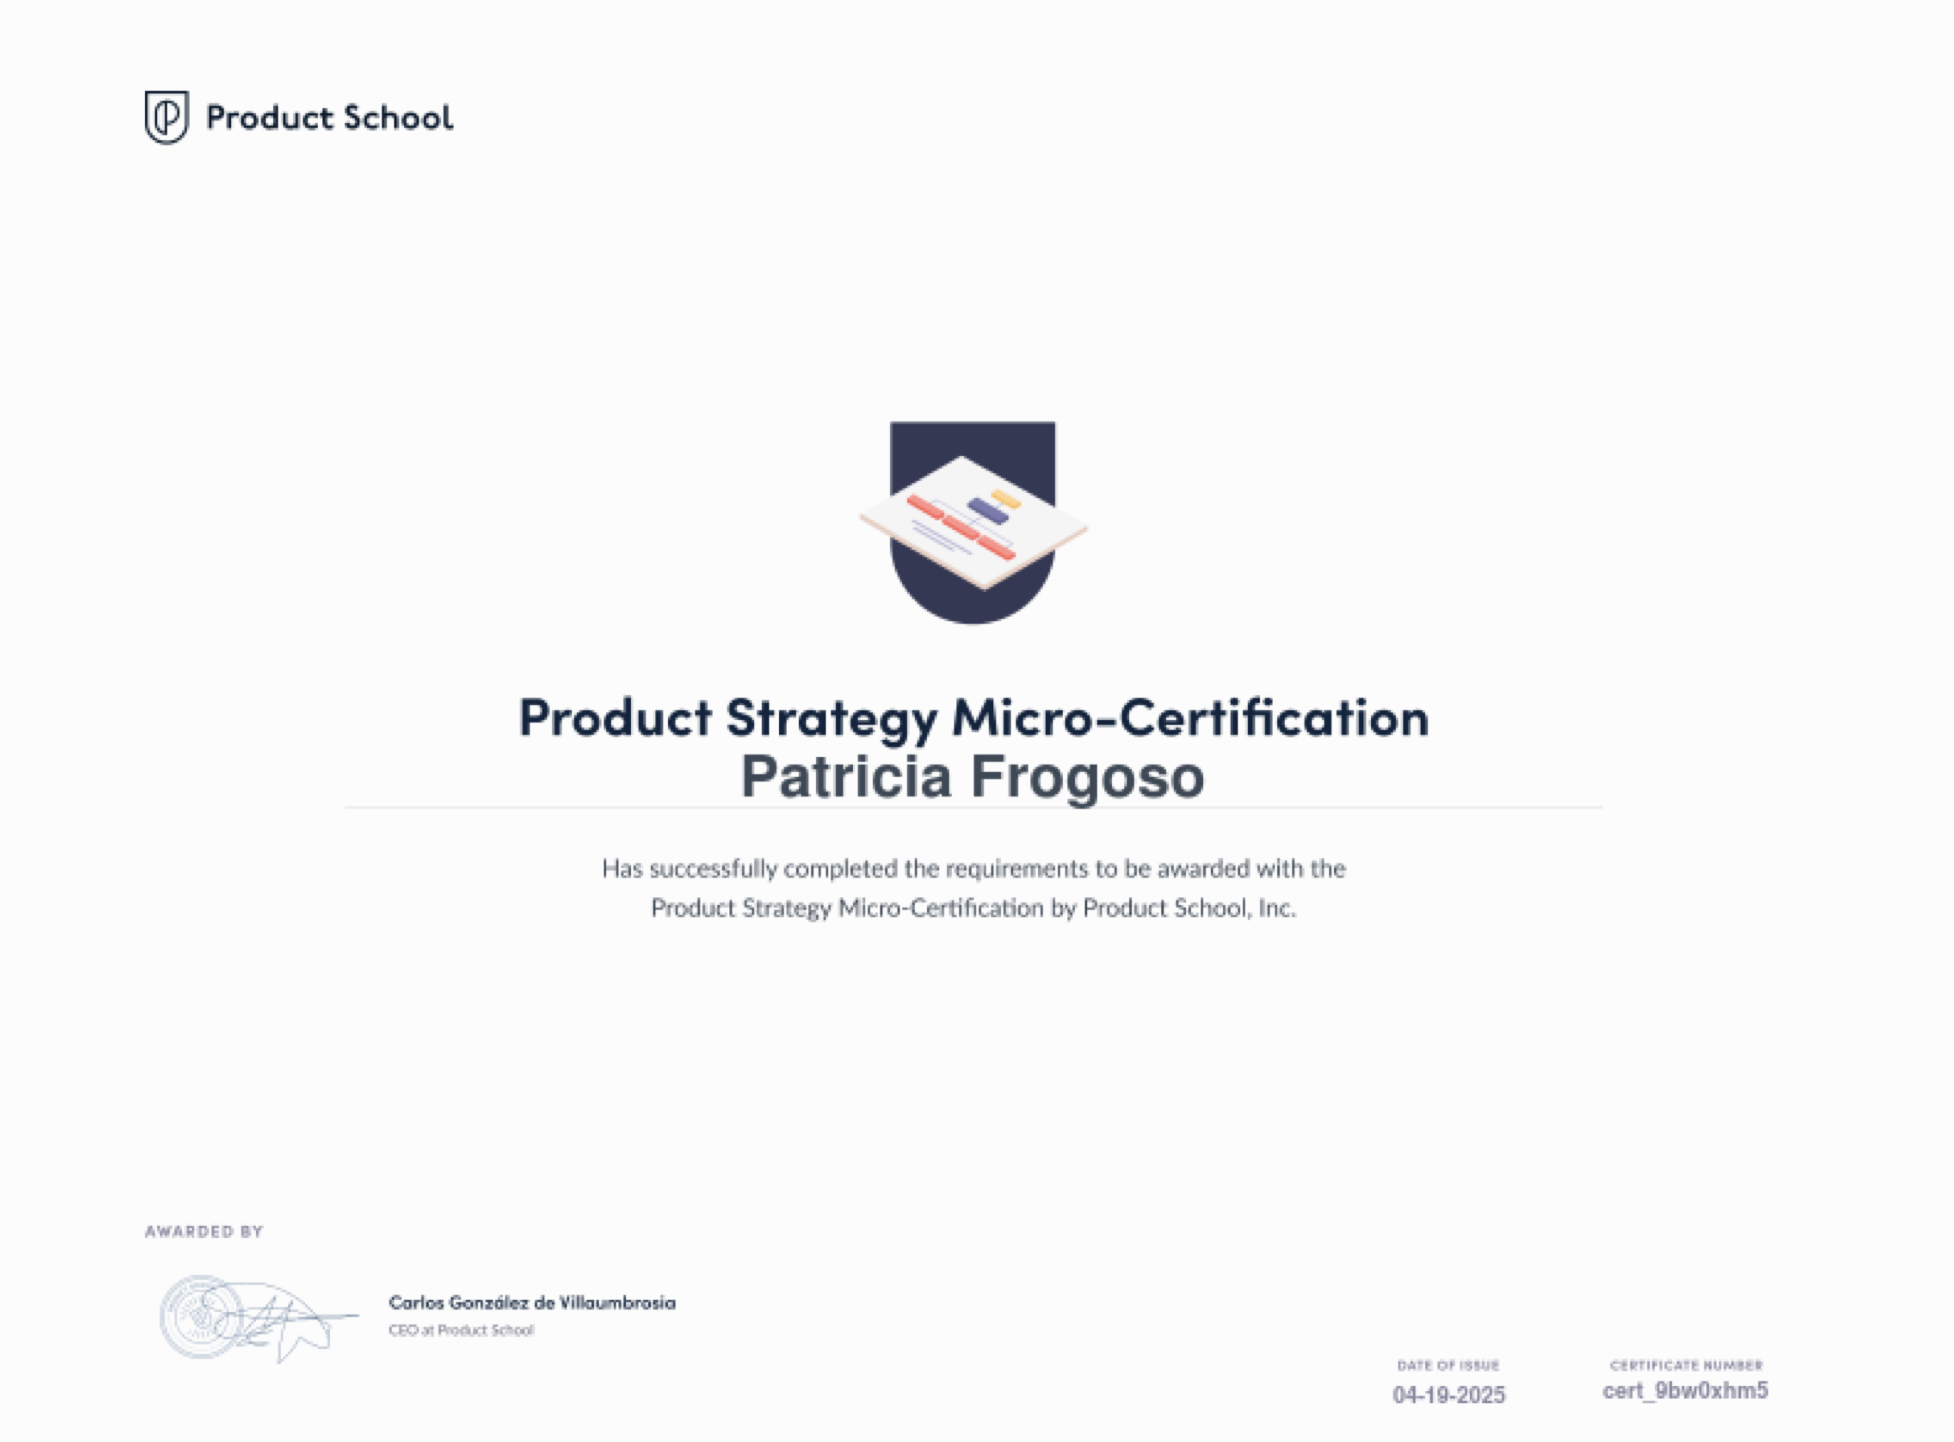 Product School
Product Strategy Micro-Certification
Patricia Frogoso
Has successfully completed the requirements to be awarded with the
Product Strategy Micro-Certification by Product School, Inc.
AWARDED BY
Carlos González de Villaumbrosia
CEO at Product School
DATE OF ISSUE
04-19-2025
CERTIFICATE NUMBER
cert_9bw0xhm5